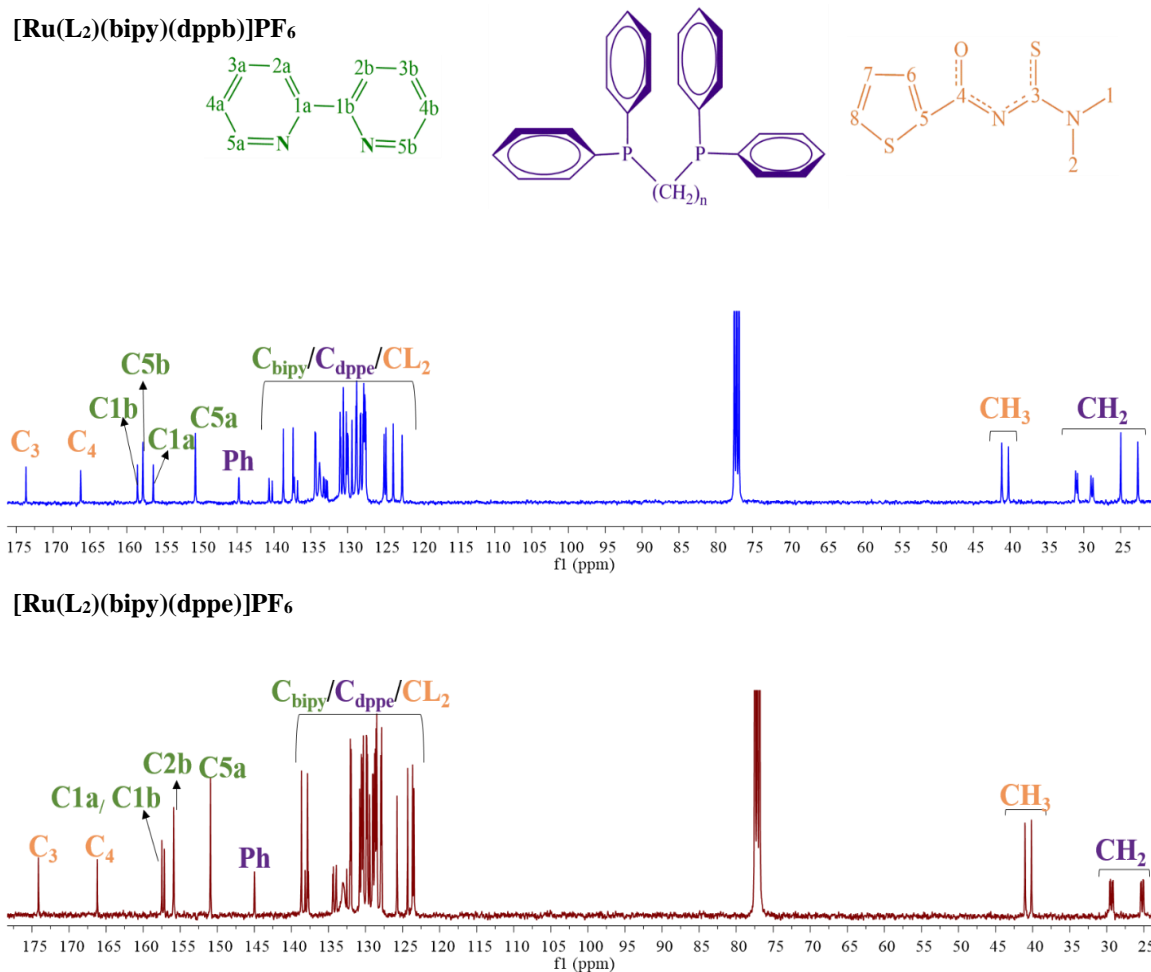 [Ru(L₂)(bipy)(dppb)]PF₆
3a 2a 2b 3b
4a 1a 1b 4b
5a N N 5b
P P
(CH₂)ₙ
O S
7 6
8 5 4 N 3 N 1
S 2
C5b
C1b
C1a
C5a
C₃
C₄
Ph
C_bipy/C_dppe/CL₂
CH₃
CH₂
175 170 165 160 155 150 145 140 135 130 125 120 115 110 105 100 95 90 85 80 75 70 65 60 55 50 45 40 35 30 25
f1 (ppm)
[Ru(L₂)(bipy)(dppe)]PF₆
C_bipy/C_dppe/CL₂
C2b
C5a
C1a/ C1b
C₃
C₄
Ph
CH₃
CH₂
175 170 165 160 155 150 145 140 135 130 125 120 115 110 105 100 95 90 85 80 75 70 65 60 55 50 45 40 35 30 25
f1 (ppm)